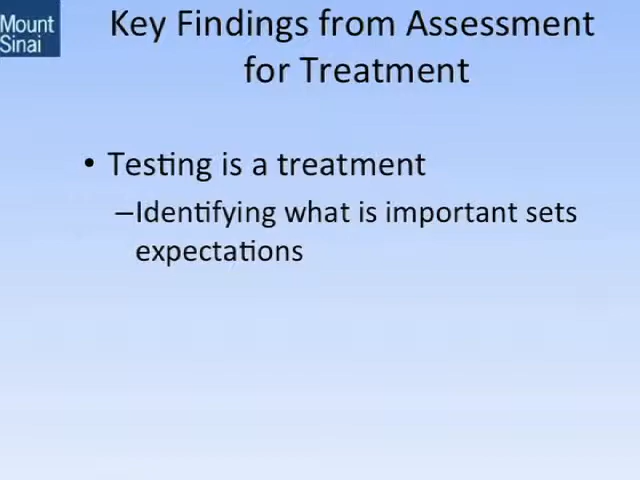 Mount
Sinai
Key Findings from Assessment
for Treatment
• Testing is a treatment
–Identifying what is important sets
expectations